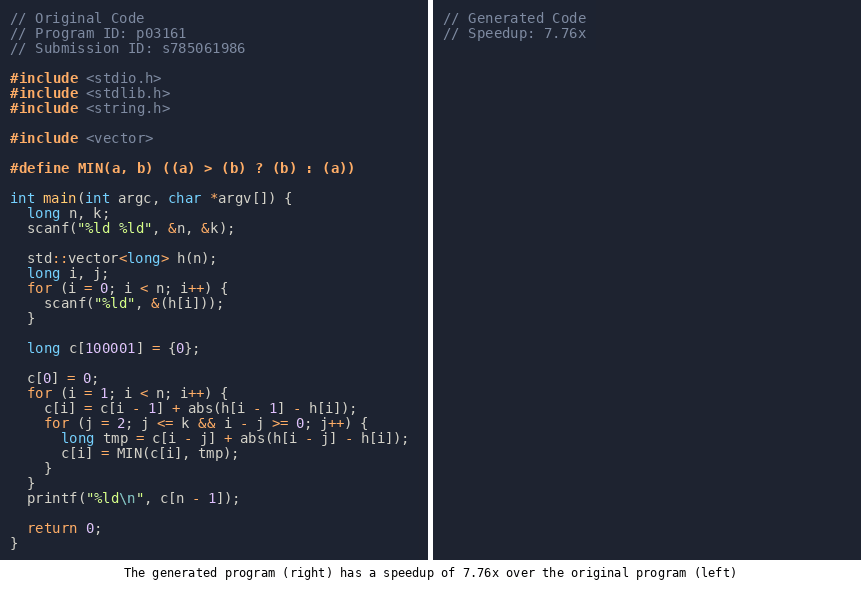 // Original Code
// Program ID: p03161
// Submission ID: s785061986
#include <stdio.h>
#include <stdlib.h>
#include <string.h>
#include <vector>
#define MIN(a, b) ((a) > (b) ? (b) : (a))
int main(int argc, char *argv[]) {
  long n, k;
  scanf("%ld %ld", &n, &k);
  std::vector<long> h(n);
  long i, j;
  for (i = 0; i < n; i++) {
    scanf("%ld", &(h[i]));
  }
  long c[100001] = {0};
  c[0] = 0;
  for (i = 1; i < n; i++) {
    c[i] = c[i - 1] + abs(h[i - 1] - h[i]);
    for (j = 2; j <= k && i - j >= 0; j++) {
      long tmp = c[i - j] + abs(h[i - j] - h[i]);
      c[i] = MIN(c[i], tmp);
    }
  }
  printf("%ld\n", c[n - 1]);
  return 0;
}
// Generated Code
// Speedup: 7.76x
The generated program (right) has a speedup of 7.76x over the original program (left)